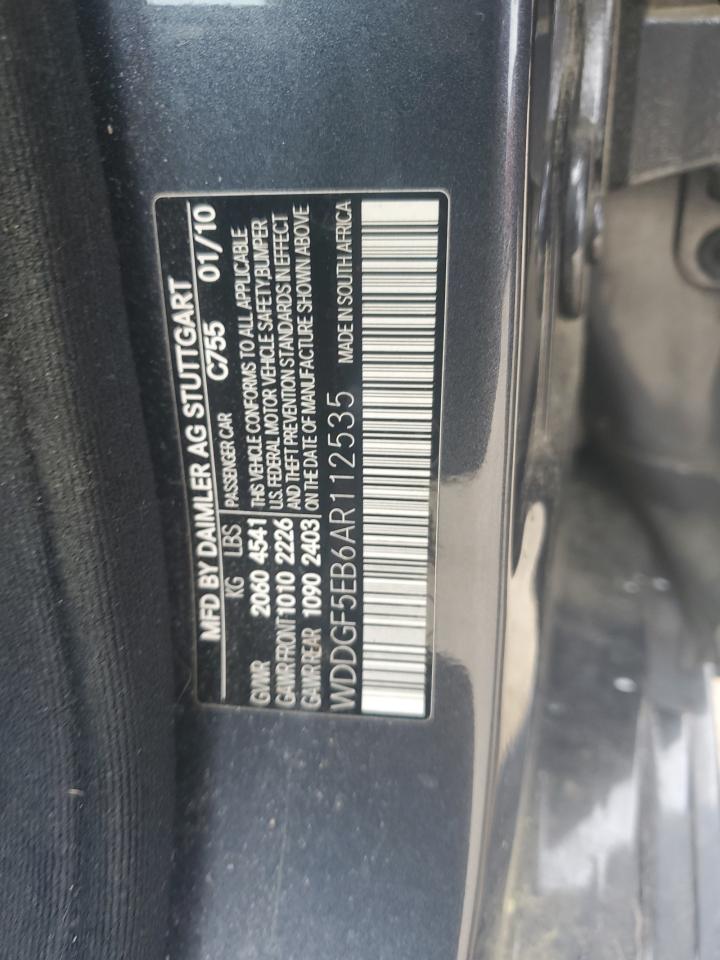 MFD BY DAIMLER AG STUTTGART
KG LBS C755 01/10
PASSENGER CAR
GVWR 2060 4541 THIS VEHICLE CONFORMS TO ALL APPLICABLE
U.S. FEDERAL MOTOR VEHICLE SAFETY,BUMPER
GAWR FRONT 1010 2226 AND THEFT PREVENTION STANDARDS IN EFFECT
GAWR REAR 1090 2403 ON THE DATE OF MANUFACTURE SHOWN ABOVE
WDDGF5EB6AR112535 MADE IN SOUTH AFRICA